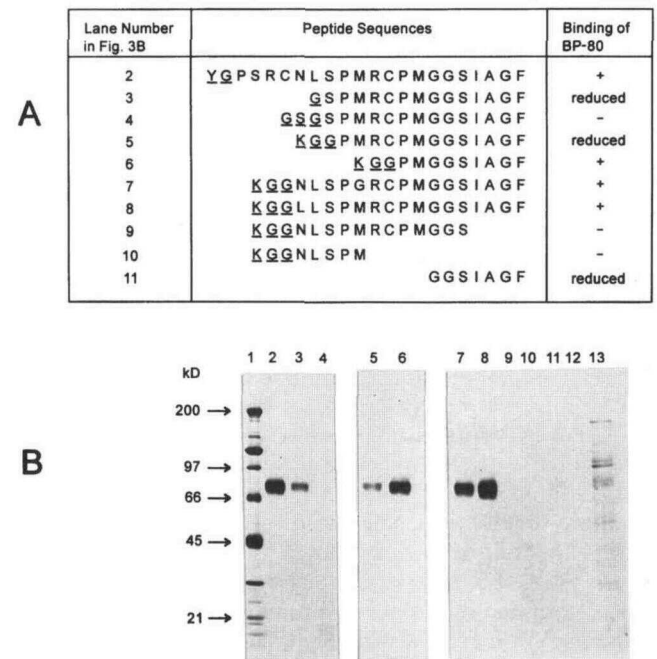 A
Lane Number in Fig. 3B Peptide Sequences Binding of BP-80
2 YGPSRCNLSPMRCPMGGSIAGF +
3 GSPMRCPMGGSIAGF reduced
4 GSGSPMRCPMGGSIAGF -
5 KGGPMRCPMGGSIAGF reduced
6 KGGPMGGSIAGF +
7 KGGNLSPGRCPMGGSIAGF +
8 KGGLLSPMRCPMGGSIAGF +
9 KGGNLSPMRCPMGGS -
10 KGGNLSPM -
11 GGSIAGF reduced
B
kD 1 2 3 4 5 6 7 8 9 10 11 12 13
200 →
97 →
66 →
45 →
21 →